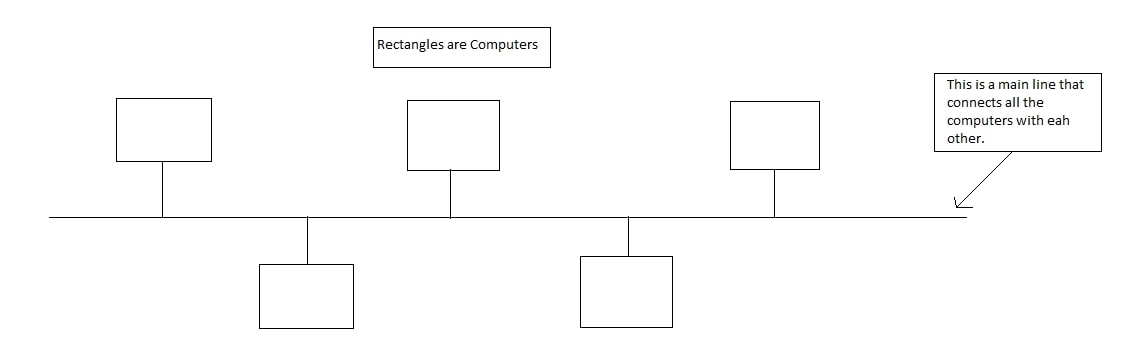 Rectangles are Computers
This is a main line that
connects all the
computers with eah
other.